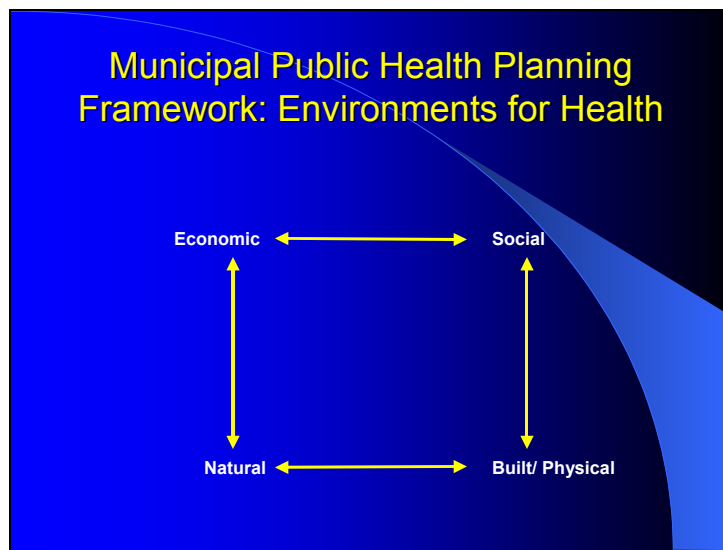 Municipal Public Health Planning
Framework: Environments for Health
Economic
Social
Natural
Built/ Physical